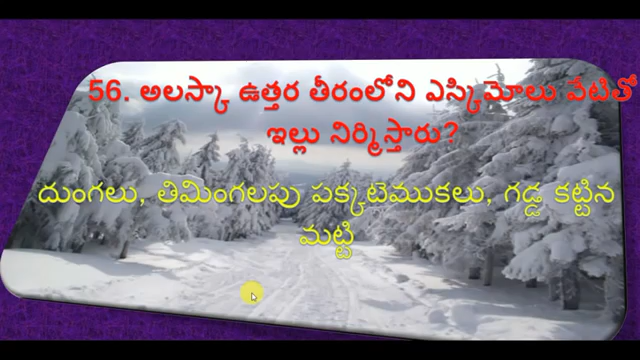 56. అలస్కా ఉత్తర తీరంలోని ఎస్కిమోలు వేటితో
ఇల్లు నిర్మిస్తారు?
దుంగలు, తిమింగలపు పక్కటెముకలు, గడ్డ కట్టిన
మట్టి